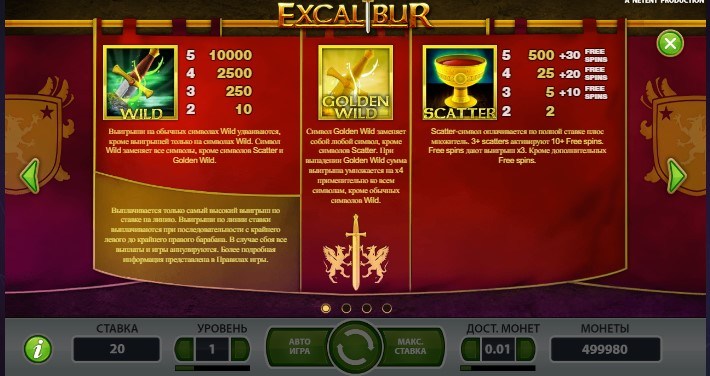 A NETENT PRODUCTION
EXCALIBUR
WILD
5 10000
4 2500
3 250
2 10
Выигрыши на обычных символах Wild удваиваются,
кроме выигрышей только на символах Wild. Символ
Wild заменяет все символы, кроме символов Scatter и
Golden Wild.
Выплачивается только самый высокий выигрыш по
ставке на линию. Выигрыши по линии ставки
выплачиваются при последовательности с крайнего
левого до крайнего правого барабана. В случае сбоя все
выплаты и игры аннулируются. Более подробная
информация представлена в Правилах игры.
GOLDEN
WILD
Символ Golden Wild заменяет
собой любой символ, кроме
символов Scatter. При
выпадении Golden Wild сумма
выигрыша умножается на x4
применительно ко всем
символам, кроме обычных
символов Wild.
SCATTER
5 500 +30 FREE SPINS
4 25 +20 FREE SPINS
3 5 +10 FREE SPINS
2 2
Scatter-символ оплачивается по полной ставке плюс
множитель. 3+ scatters активируют 10+ Free spins.
Free spins дают выигрыш x3. Кроме дополнительных
Free spins.
СТАВКА
20
УРОВЕНЬ
1
АВТО
ИГРА
МАКС.
СТАВКА
ДОСТ. МОНЕТ
0.01
МОНЕТЫ
499980